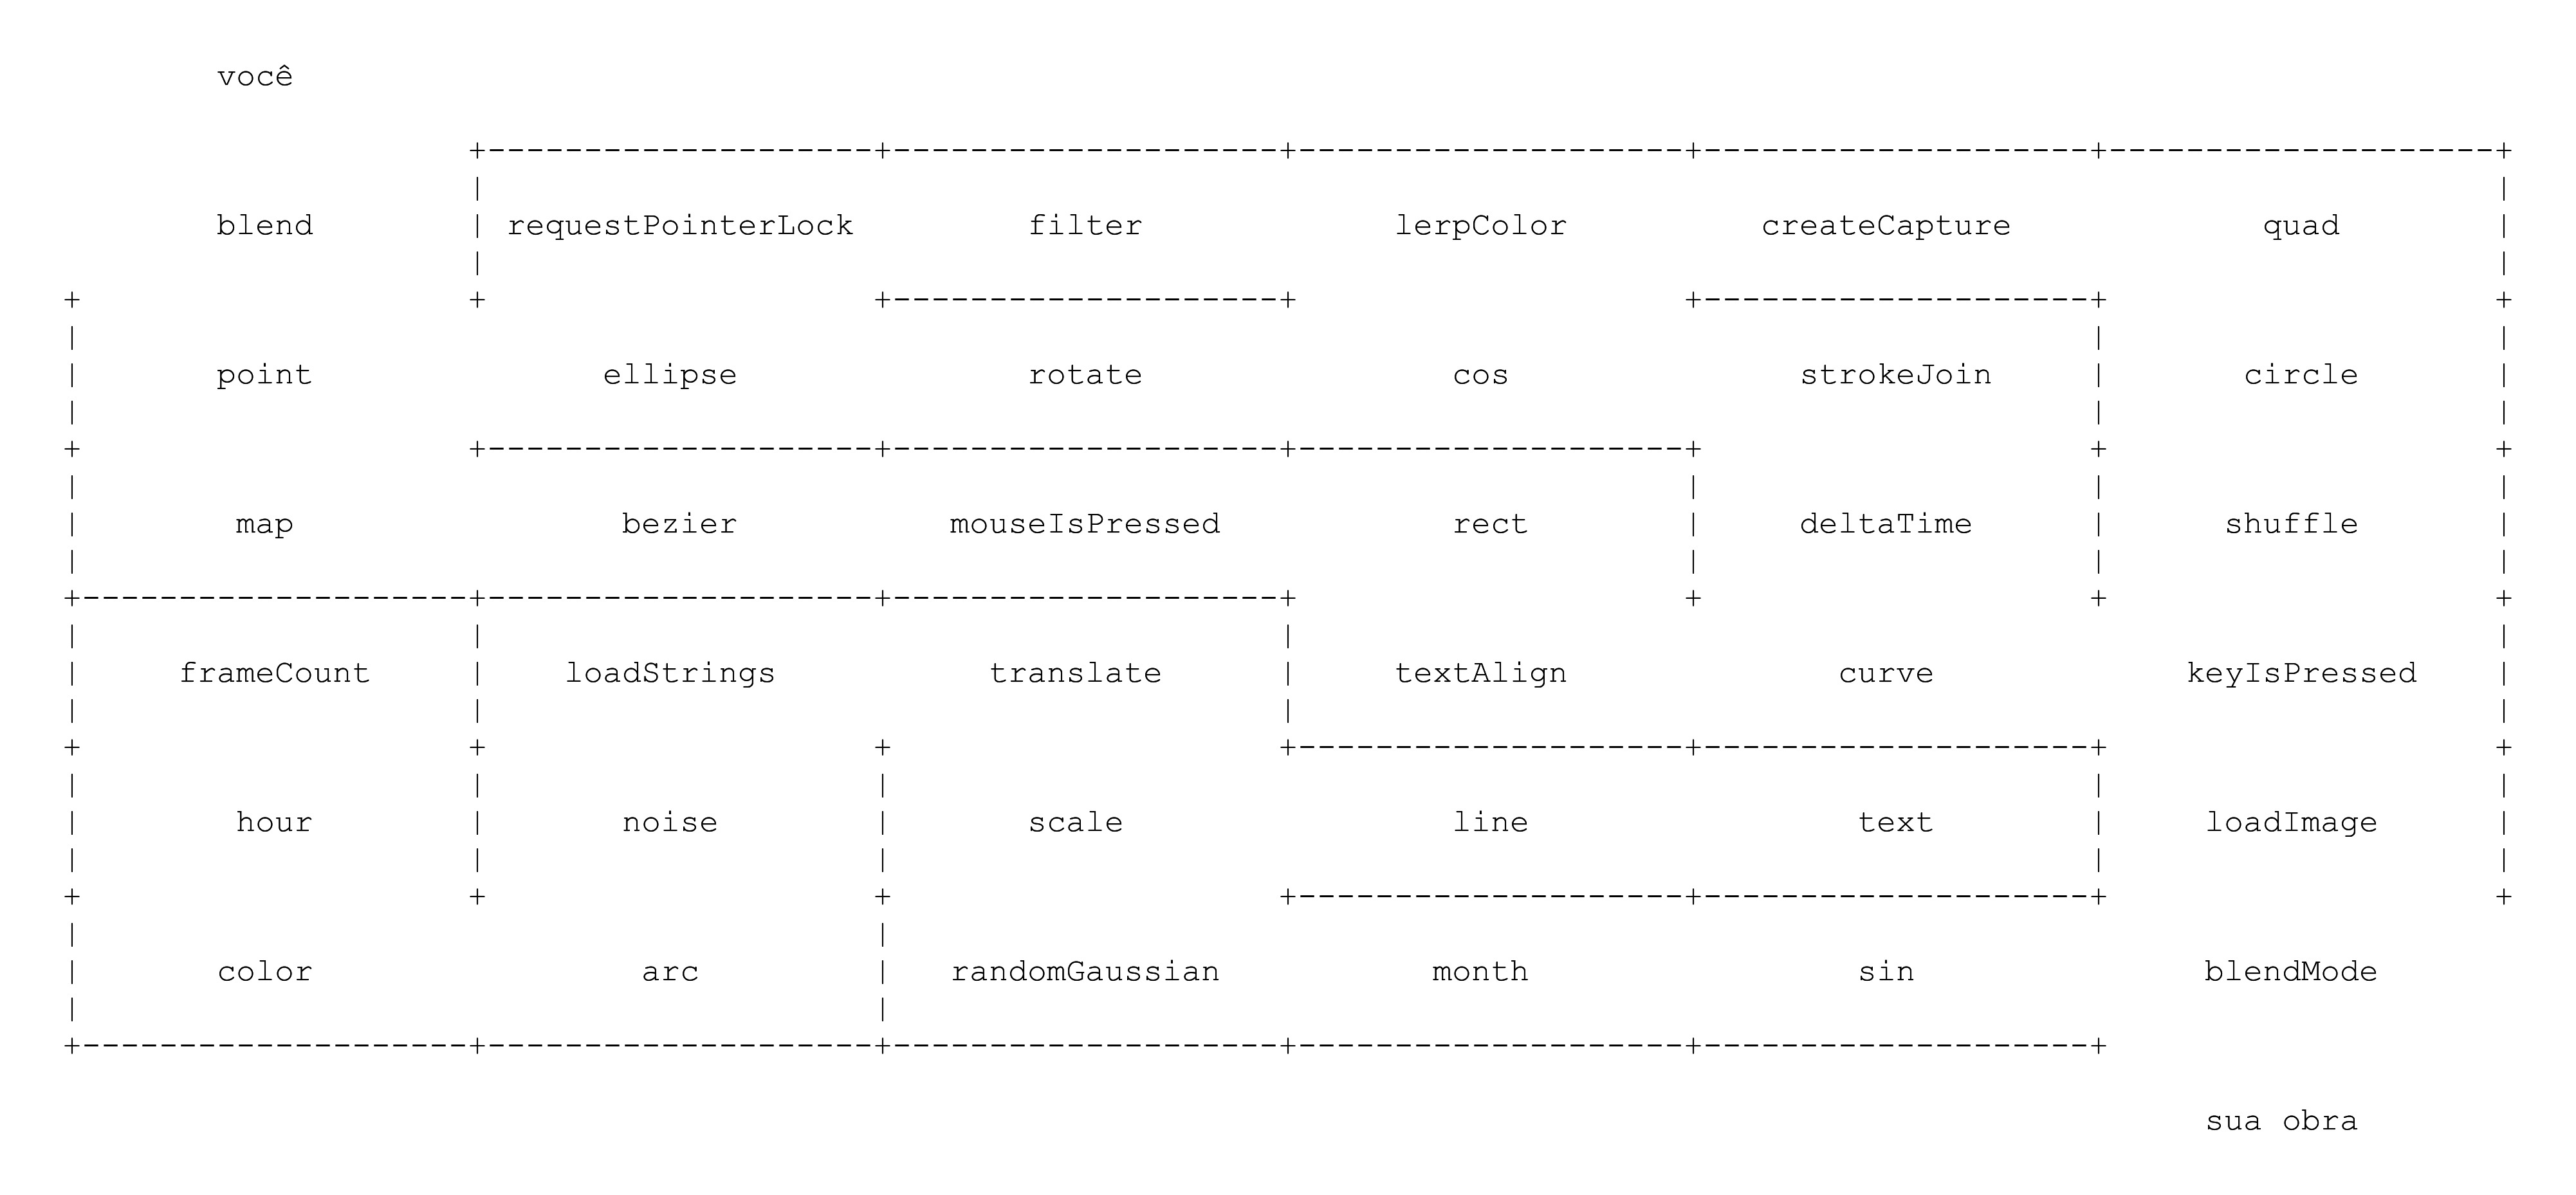 você
blend requestPointerLock filter lerpColor createCapture quad
point ellipse rotate cos strokeJoin circle
map bezier mouseIsPressed rect deltaTime shuffle
frameCount loadStrings translate textAlign curve keyIsPressed
hour noise scale line text loadImage
color arc randomGaussian month sin blendMode
sua obra